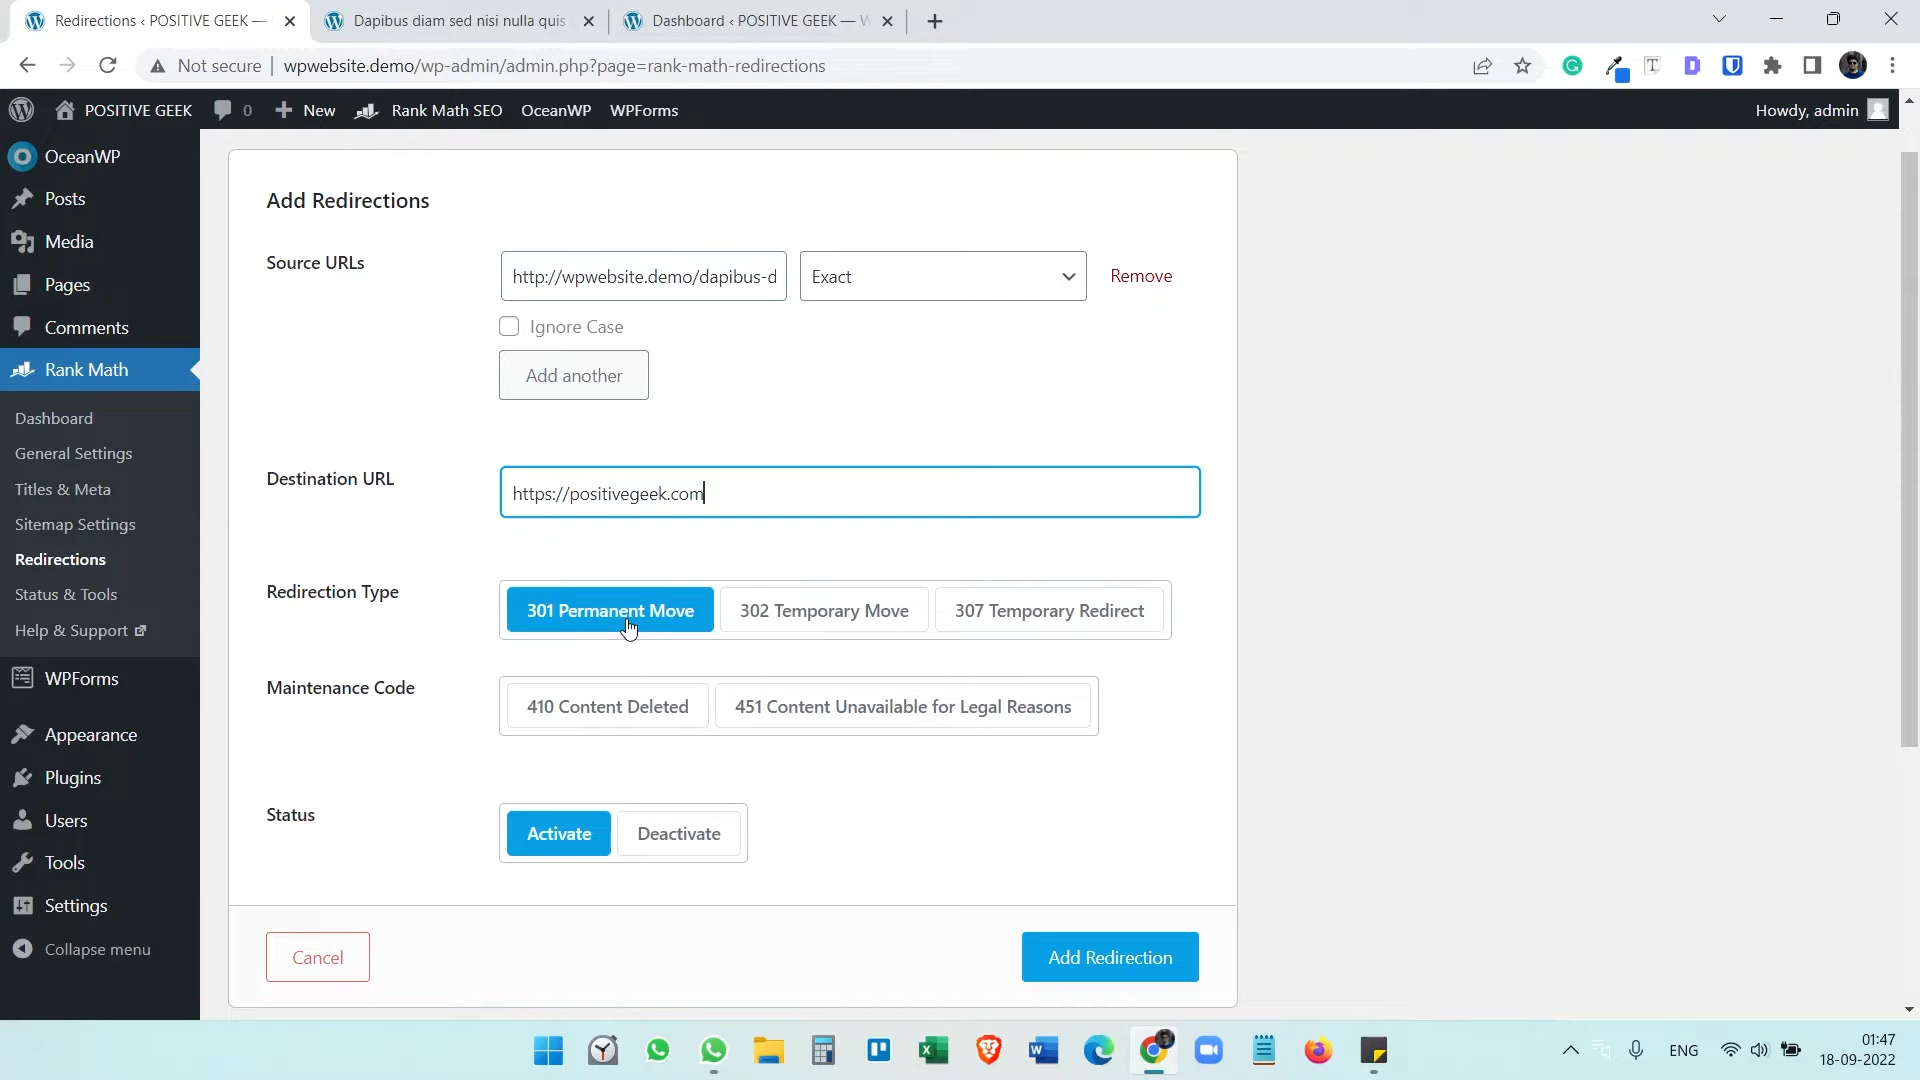 Redirections ‹ POSITIVE GEEK —
Dapibus diam sed nisi nulla quis
Dashboard ‹ POSITIVE GEEK — W
Not secure
wpwebsite.demo/wp-admin/admin.php?page=rank-math-redirections
POSITIVE GEEK
0
New
Rank Math SEO
OceanWP
WPForms
Howdy, admin
OceanWP
Posts
Media
Pages
Comments
Rank Math
Dashboard
General Settings
Titles & Meta
Sitemap Settings
Redirections
Status & Tools
Help & Support
WPForms
Appearance
Plugins
Users
Tools
Settings
Collapse menu
Add Redirections
Source URLs
http://wpwebsite.demo/dapibus-d
Exact
Remove
Ignore Case
Add another
Destination URL
https://positivegeek.com
Redirection Type
301 Permanent Move
302 Temporary Move
307 Temporary Redirect
Maintenance Code
410 Content Deleted
451 Content Unavailable for Legal Reasons
Status
Activate
Deactivate
Cancel
Add Redirection
ENG
01:47
18-09-2022